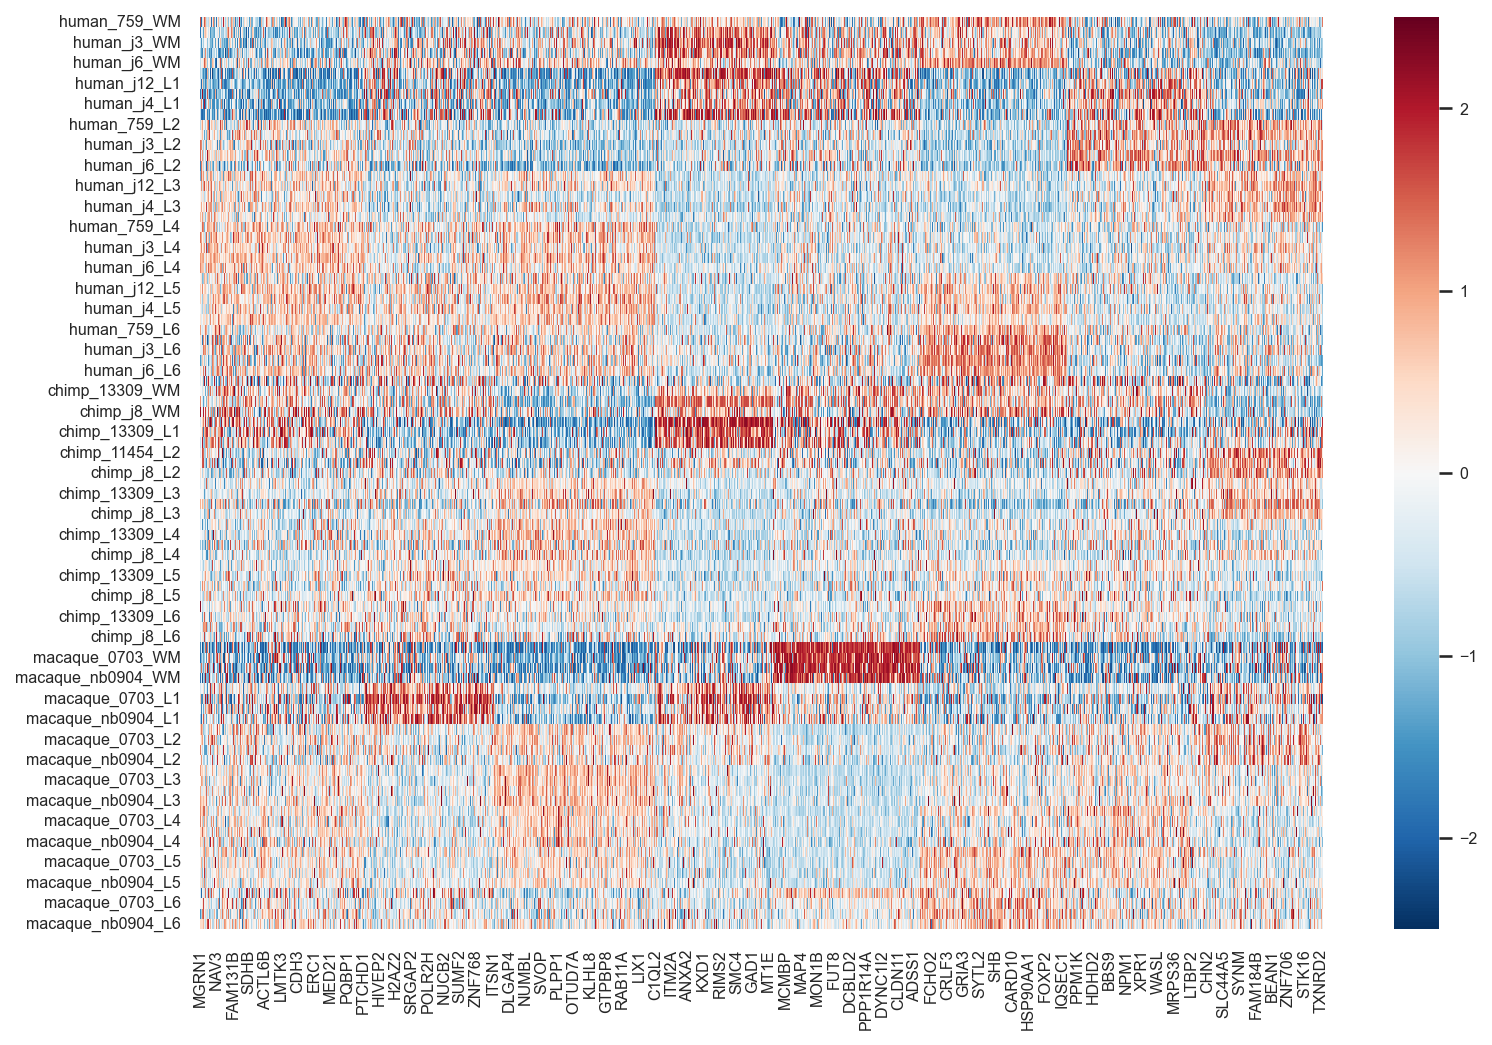 human_759_WM
human_j3_WM
human_j6_WM
human_j12_L1
human_j4_L1
human_759_L2
human_j3_L2
human_j6_L2
human_j12_L3
human_j4_L3
human_759_L4
human_j3_L4
human_j6_L4
human_j12_L5
human_j4_L5
human_759_L6
human_j3_L6
human_j6_L6
chimp_13309_WM
chimp_j8_WM
chimp_13309_L1
chimp_11454_L2
chimp_j8_L2
chimp_13309_L3
chimp_j8_L3
chimp_13309_L4
chimp_j8_L4
chimp_13309_L5
chimp_j8_L5
chimp_13309_L6
chimp_j8_L6
macaque_0703_WM
macaque_nb0904_WM
macaque_0703_L1
macaque_nb0904_L1
macaque_0703_L2
macaque_nb0904_L2
macaque_0703_L3
macaque_nb0904_L3
macaque_0703_L4
macaque_nb0904_L4
macaque_0703_L5
macaque_nb0904_L5
macaque_0703_L6
macaque_nb0904_L6
MGRN1
NAV3
FAM131B
SDHB
ACTL6B
LMTK3
CDH3
ERC1
MED21
PQBP1
PTCHD1
HIVEP2
H2AZ2
SRGAP2
POLR2H
NUCB2
SUMF2
ZNF768
ITSN1
DLGAP4
NUMBL
SVOP
PLPP1
OTUD7A
KLHL8
GTPBP8
RAB11A
LIX1
C1QL2
ITM2A
ANXA2
KXD1
RIMS2
SMC4
GAD1
MT1E
MCMBP
MAP4
MON1B
FUT8
DCBLD2
PPP1R14A
DYNC1I2
CLDN11
ADSS1
FCHO2
CRLF3
GRIA3
SYTL2
SHB
CARD10
HSP90AA1
FOXP2
IQSEC1
PPM1K
HDHD2
BBS9
NPM1
XPR1
WASL
MRPS36
LTBP2
CHN2
SLC44A5
SYNM
FAM184B
BEAN1
ZNF706
STK16
TXNRD2
2
1
0
−1
−2